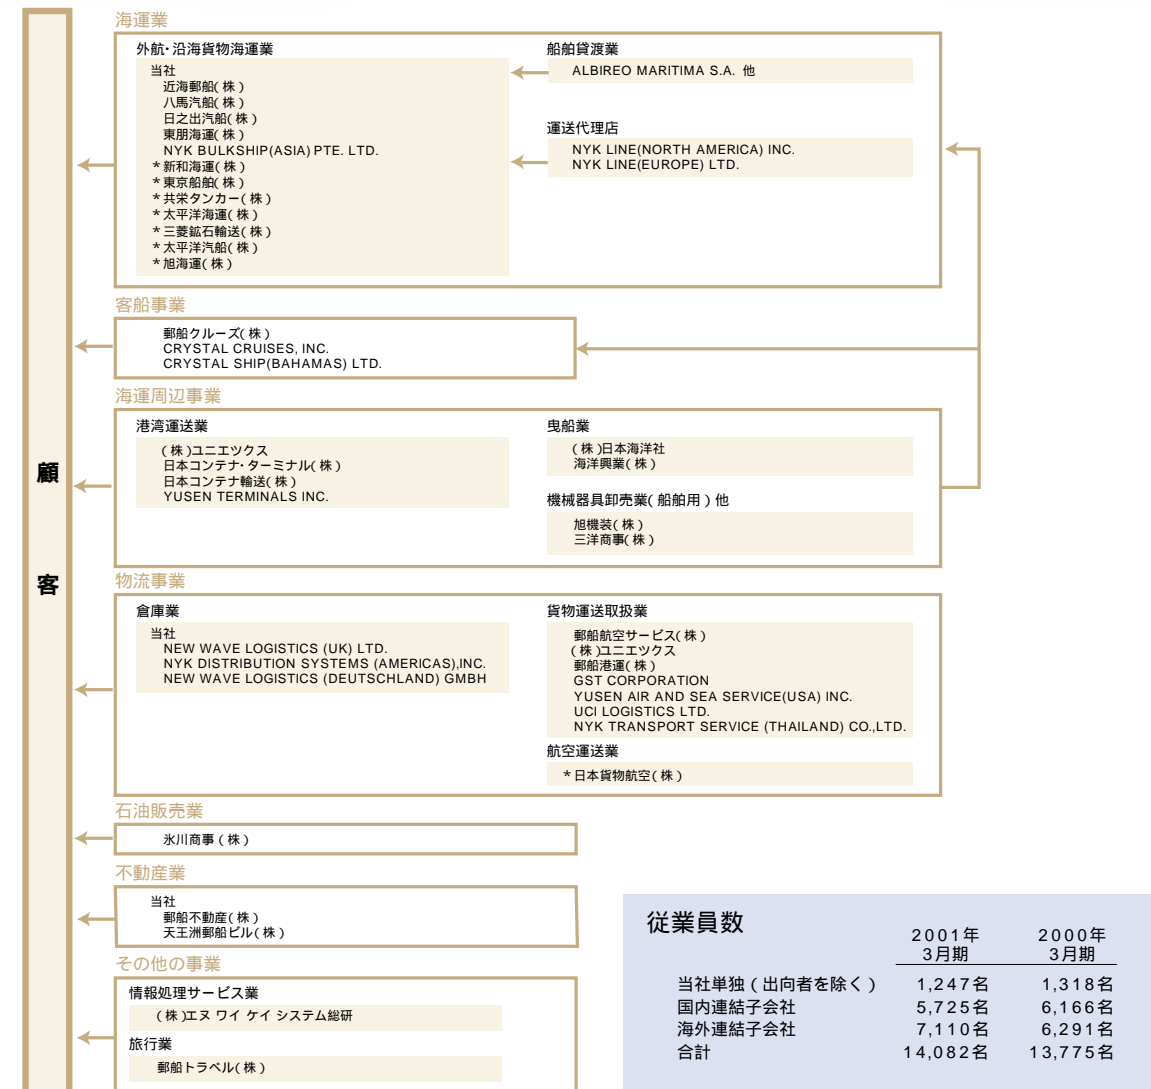 海運業
外航・沿海貨物海運業
当社
近海郵船(株)
八馬汽船(株)
日之出汽船(株)
東朋海運(株)
NYK BULKSHIP(ASIA) PTE. LTD.
*新和海運(株)
*東京船舶(株)
*共栄タンカー(株)
*太平洋海運(株)
*三菱鉱石輸送(株)
*太平洋汽船(株)
*旭海運(株)
船舶貸渡業
ALBIREO MARITIMA S.A. 他
運送代理店
NYK LINE(NORTH AMERICA) INC.
NYK LINE(EUROPE) LTD.
客船事業
郵船クルーズ(株)
CRYSTAL CRUISES, INC.
CRYSTAL SHIP(BAHAMAS) LTD.
海運周辺事業
港湾運送業
(株)ユニエツクス
日本コンテナ・ターミナル(株)
日本コンテナ輸送(株)
YUSEN TERMINALS INC.
曳船業
(株)日本海洋社
海洋興業(株)
機械器具卸売業(船舶用)他
旭機装(株)
三洋商事(株)
顧客
物流事業
倉庫業
当社
NEW WAVE LOGISTICS (UK) LTD.
NYK DISTRIBUTION SYSTEMS (AMERICAS),INC.
NEW WAVE LOGISTICS (DEUTSCHLAND) GMBH
貨物運送取扱業
郵船航空サービス(株)
(株)ユニエツクス
郵船港運(株)
GST CORPORATION
YUSEN AIR AND SEA SERVICE(USA) INC.
UCI LOGISTICS LTD.
NYK TRANSPORT SERVICE (THAILAND) CO.,LTD.
航空運送業
*日本貨物航空(株)
石油販売業
氷川商事(株)
不動産業
当社
郵船不動産(株)
天王洲郵船ビル(株)
その他の事業
情報処理サービス業
(株)エヌ ワイ ケイ システム総研
旅行業
郵船トラベル(株)
従業員数
2001年 2000年
3月期 3月期
当社単独(出向者を除く) 1,247名 1,318名
国内連結子会社 5,725名 6,166名
海外連結子会社 7,110名 6,291名
合計 14,082名 13,775名